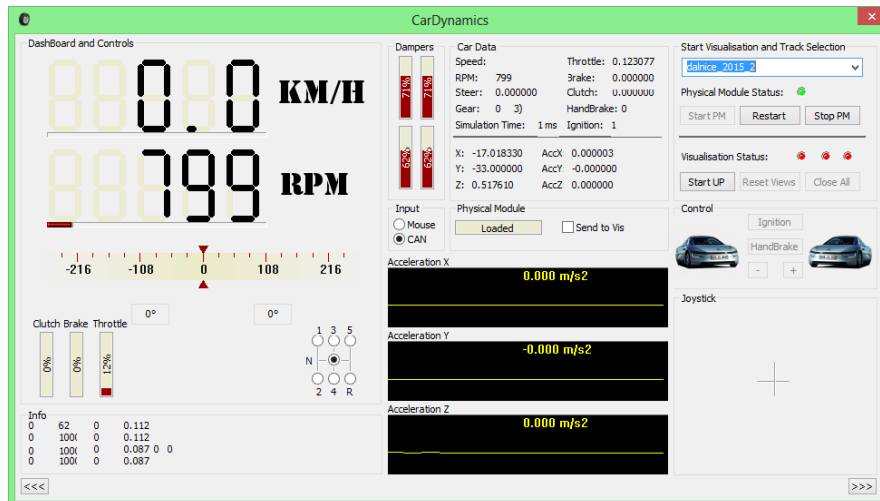 CarDynamics
DashBoard and Controls
0.0 KM/H
799 RPM
-216 -108 0 108 216
0° 0°
Clutch Brake Throttle
0% 0% 12%
1 3 5
N
2 4 R
Info
0 62 0 0.112
0 100( 0 0.112
0 100( 0 0.087 0 0
0 100( 0 0.087
<<<
Dampers
71% 71%
62% 62%
Car Data
Speed: Throttle: 0.123077
RPM: 799 Brake: 0.000000
Steer: 0.000000 Clutch: 0.000000
Gear: 0 3) HandBrake: 0
Simulation Time: 1 ms Ignition: 1
X: -17.018330 AccX 0.000003
Y: -33.000000 AccY -0.000000
Z: 0.517610 AccZ 0.000000
Input
Mouse
CAN
Physical Module
Loaded Send to Vis
Acceleration X
0.000 m/s2
Acceleration Y
-0.000 m/s2
Acceleration Z
0.000 m/s2
Start Visualisation and Track Selection
dalnice_2015_2
Physical Module Status:
Start PM Restart Stop PM
Visualisation Status:
Start UP Reset Views Close All
Control
Ignition
HandBrake
- +
Joystick
>>>